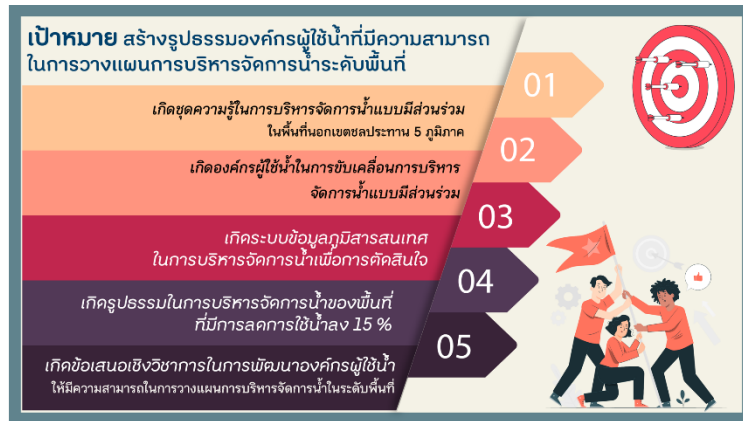 เป้าหมาย สร้างรูปธรรมองค์กรผู้ใช้น้ำที่มีความสามารถ
ในการวางแผนการบริหารจัดการน้ำระดับพื้นที่
01
เกิดชุดความรู้ในการบริหารจัดการน้ำแบบมีส่วนร่วม
ในพื้นที่นอกเขตชลประทาน 5 ภูมิภาค
02
เกิดองค์กรผู้ใช้น้ำในการขับเคลื่อนการบริหาร
จัดการน้ำแบบมีส่วนร่วม
03
เกิดระบบข้อมูลภูมิสารสนเทศ
ในการบริหารจัดการน้ำเพื่อการตัดสินใจ
04
เกิดรูปธรรมในการบริหารจัดการน้ำของพื้นที่
ที่มีการลดการใช้น้ำลง 15 %
05
เกิดข้อเสนอเชิงวิชาการในการพัฒนาองค์กรผู้ใช้น้ำ
ให้มีความสามารถในการวางแผนการบริหารจัดการน้ำในระดับพื้นที่